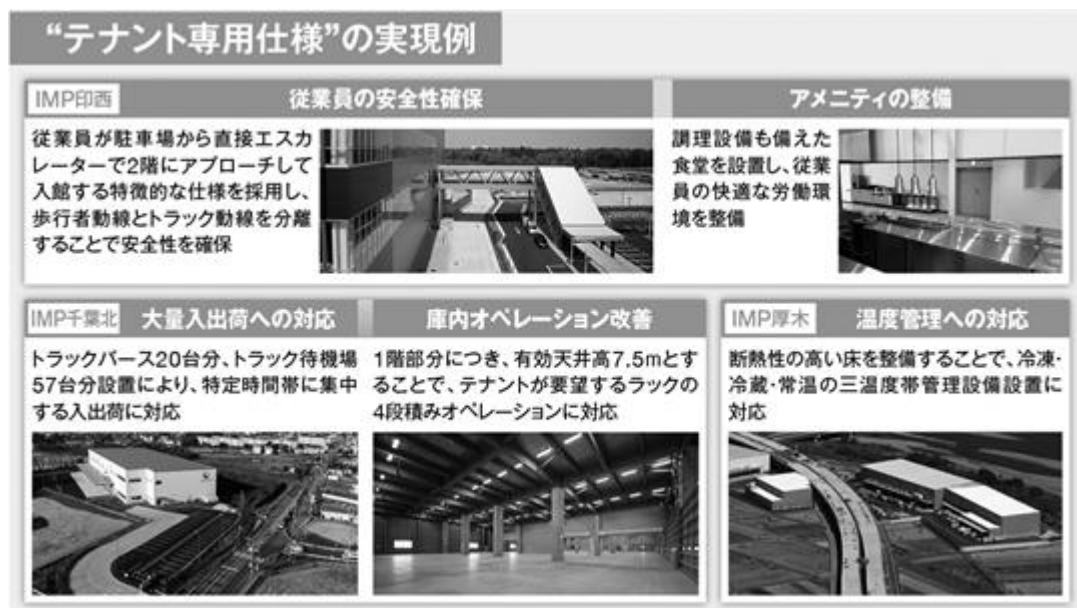 “テナント専用仕様”の実現例
IMP印西
従業員の安全性確保
従業員が駐車場から直接エスカ
レーターで2階にアプローチして
入館する特徴的な仕様を採用し、
歩行者動線とトラック動線を分離
することで安全性を確保
アメニティの整備
調理設備も備えた
食堂を設置し、従業
員の快適な労働環
境を整備
IMP千葉北
大量入出荷への対応
トラックバース20台分、トラック待機場
57台分設置により、特定時間帯に集中
する入出荷に対応
庫内オペレーション改善
1階部分につき、有効天井高7.5mとす
ることで、テナントが要望するラックの
4段積みオペレーションに対応
IMP厚木
温度管理への対応
断熱性の高い床を整備することで、冷凍・
冷蔵・常温の三温度帯管理設備設置に
対応